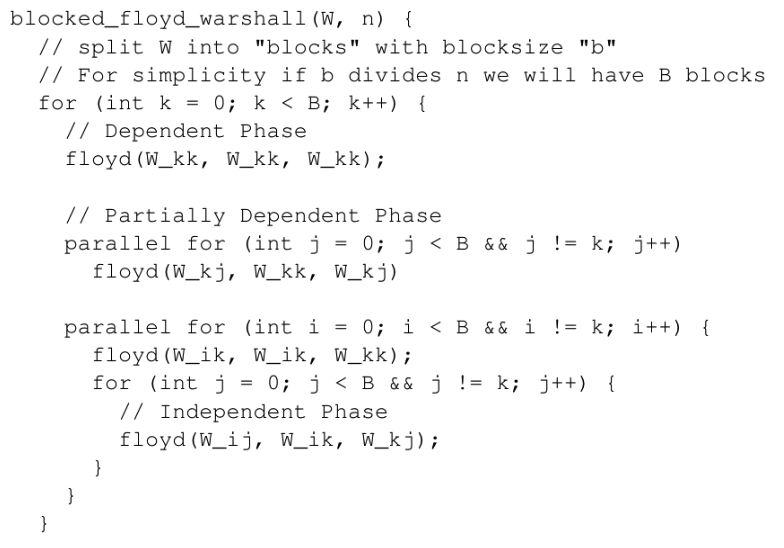 blocked_floyd_warshall(W, n) {
  // split W into "blocks" with blocksize "b"
  // For simplicity if b divides n we will have B blocks
  for (int k = 0; k < B; k++) {
    // Dependent Phase
    floyd(W_kk, W_kk, W_kk);

    // Partially Dependent Phase
    parallel for (int j = 0; j < B && j != k; j++)
      floyd(W_kj, W_kk, W_kj)

    parallel for (int i = 0; i < B && i != k; i++) {
      floyd(W_ik, W_ik, W_kk);
      for (int j = 0; j < B && j != k; j++) {
        // Independent Phase
        floyd(W_ij, W_ik, W_kj);
      }
    }
  }